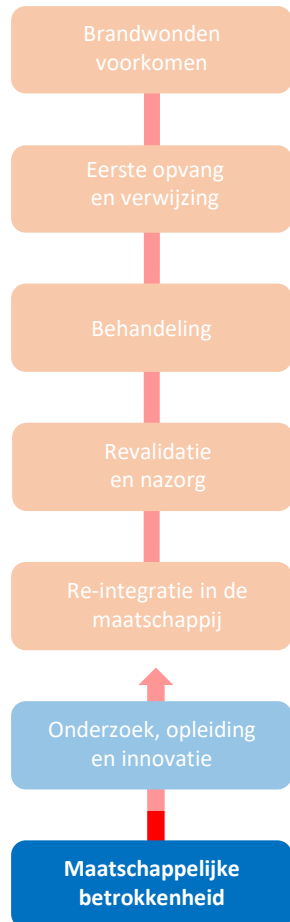 Brandwonden
voorkomen
Eerste opvang
en verwijzing
Behandeling
Revalidatie
en nazorg
Re-integratie in de
maatschappij
Onderzoek, opleiding
en innovatie
Maatschappelijke
betrokkenheid